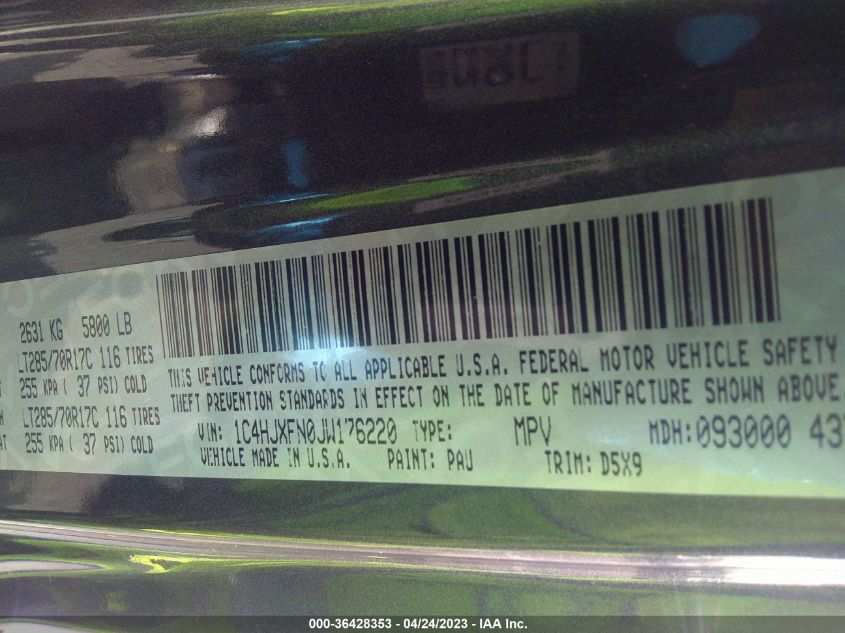 2631 KG 5800 LB
LT285/70R17C 116 TIRES
255 KPA ( 37 PSI) COLD
LT285/70R17C 116 TIRES
255 KPA ( 37 PSI) COLD
THIS VEHICLE CONFORMS TO ALL APPLICABLE U.S.A. FEDERAL MOTOR VEHICLE SAFETY
THEFT PREVENTION STANDARDS IN EFFECT ON THE DATE OF MANUFACTURE SHOWN ABOVE.
VIN: 1C4HJXFN0JW176220 TYPE: MPV MDH:093000 43
VEHICLE MADE IN U.S.A. PAINT: PAU TRIM: D5X9
000-36428353 - 04/24/2023 - IAA Inc.